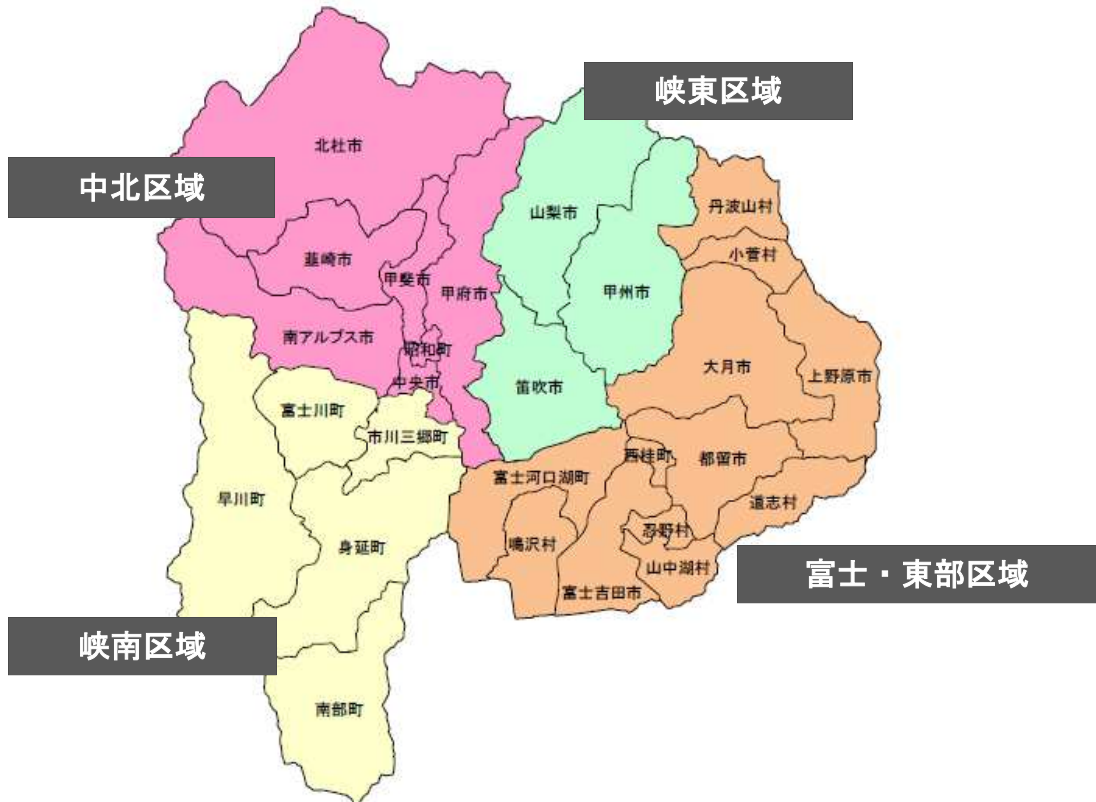 峡東区域
北杜市
中北区域
山梨市
丹波山村
小菅村
韮崎市
甲斐市
甲府市
甲州市
南アルプス市
昭和町
大月市
上野原市
中央市
笛吹市
富士川町
市川三郷町
西桂町
都留市
富士河口湖町
早川町
道志村
身延町
鳴沢村
忍野村
山中湖村
富士・東部区域
富士吉田市
峡南区域
南部町